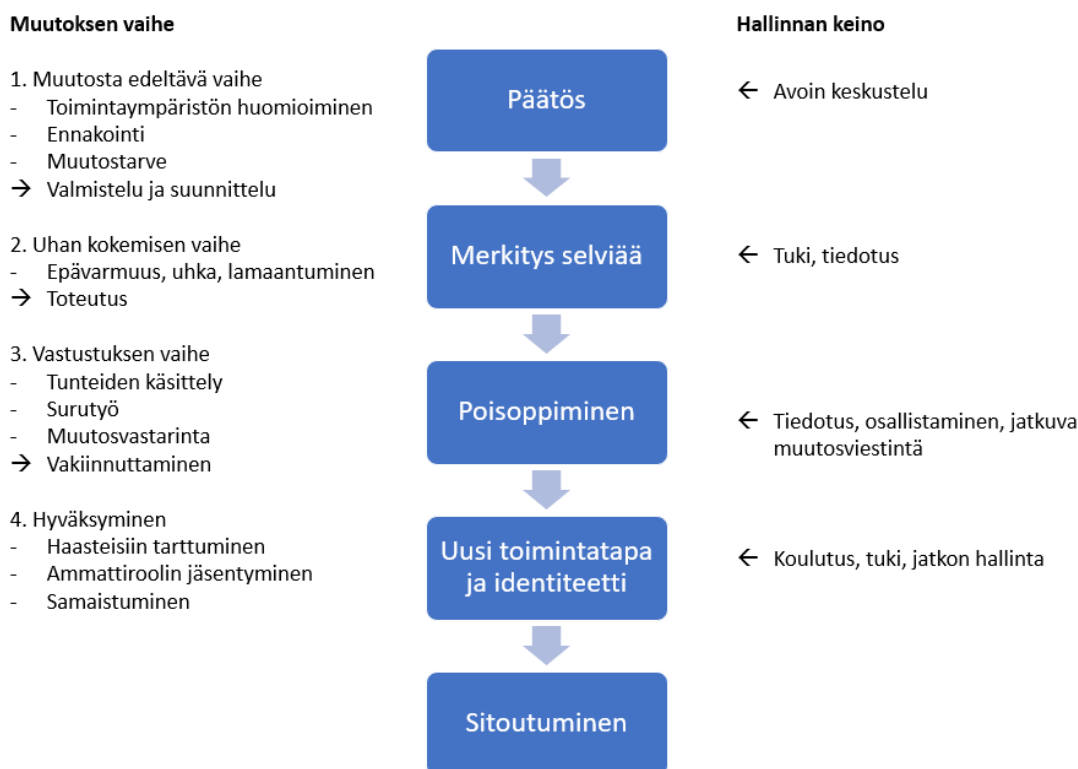 Muutoksen vaihe
Hallinnan keino
1. Muutosta edeltävä vaihe
- Toimintaympäristön huomioiminen
- Ennakointi
- Muutostarve
→ Valmistelu ja suunnittelu
Päätös
← Avoin keskustelu
2. Uhan kokemisen vaihe
- Epävarmuus, uhka, lamaantuminen
→ Toteutus
Merkitys selviää
← Tuki, tiedotus
3. Vastustuksen vaihe
- Tunteiden käsittely
- Surutyö
- Muutosvastarinta
→ Vakiinnuttaminen
Poisoppiminen
← Tiedotus, osallistaminen, jatkuva
muutosviestintä
4. Hyväksyminen
- Haasteisiin tarttuminen
- Ammattiroolin jäsentyminen
- Samaistuminen
Uusi toimintatapa
ja identiteetti
← Koulutus, tuki, jatkon hallinta
Sitoutuminen